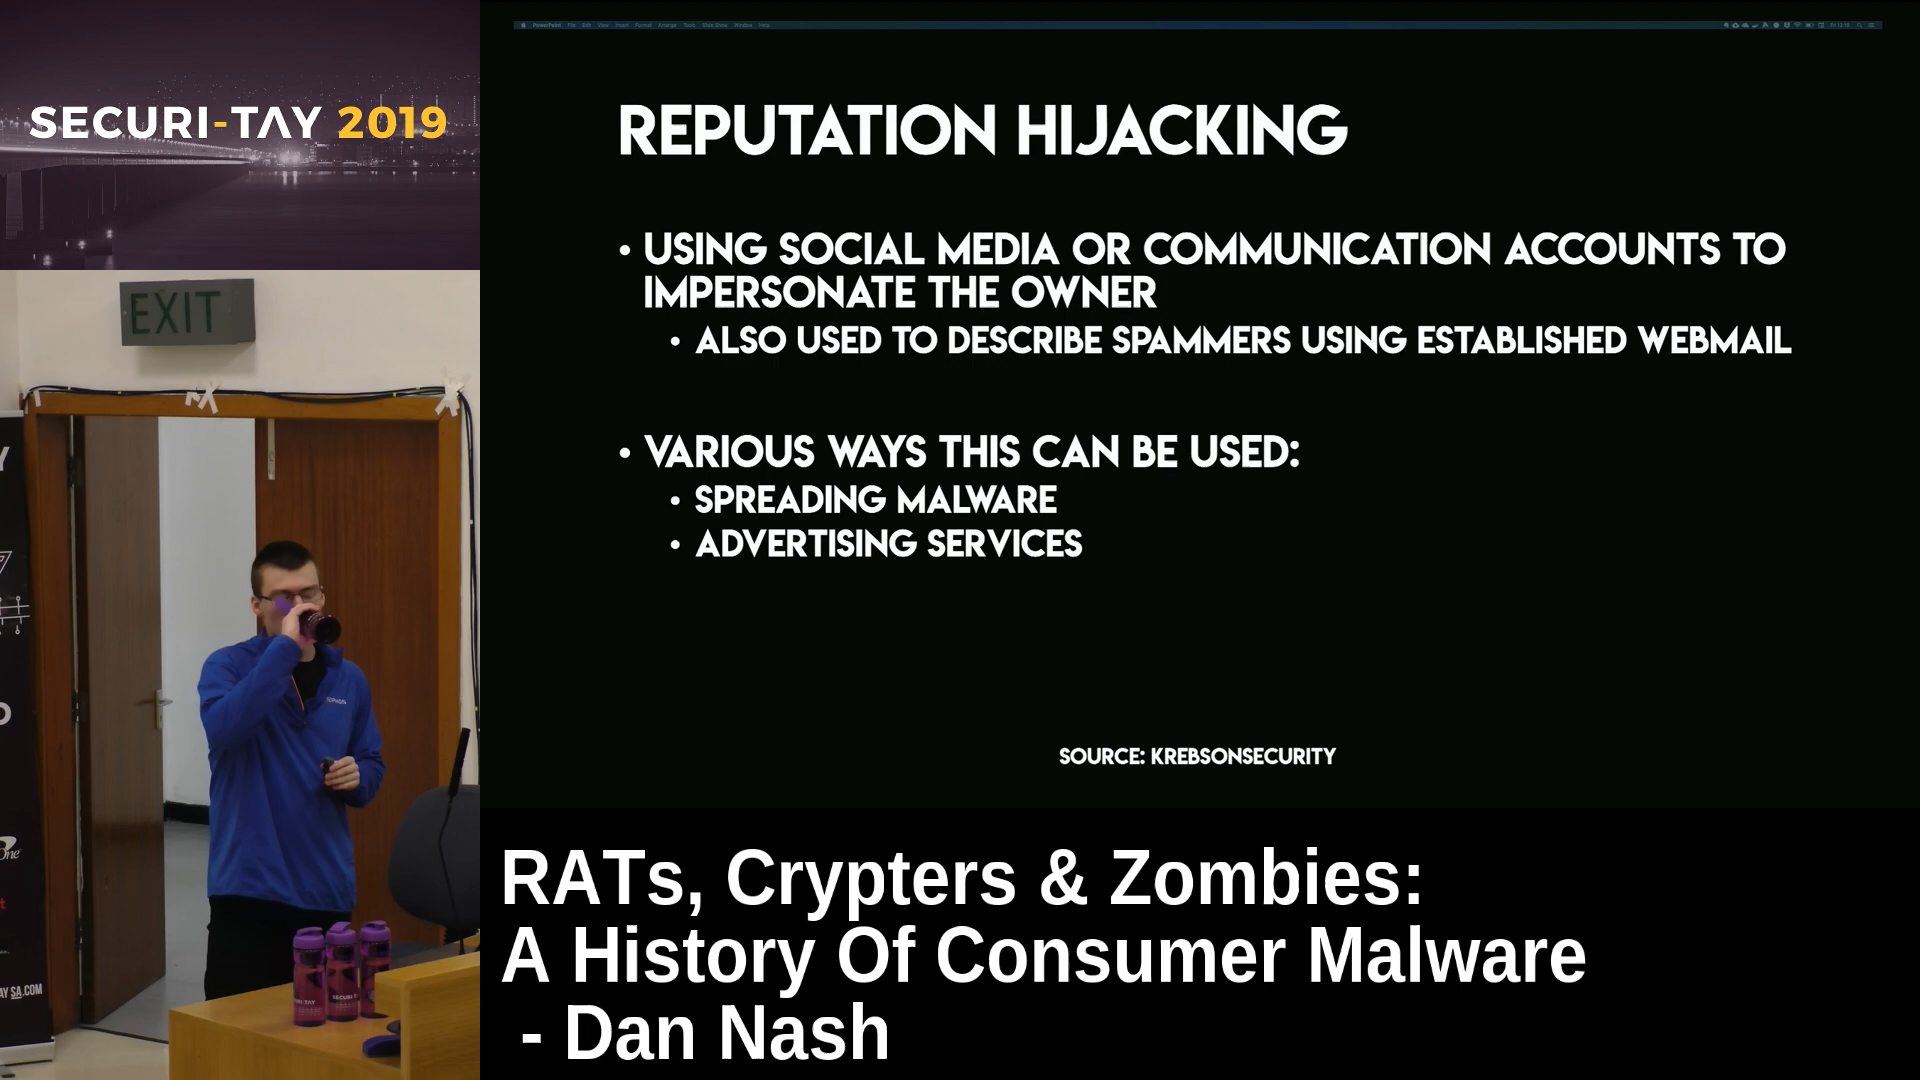 SECURI-TAY 2019
EXIT
REPUTATION HIJACKING
• USING SOCIAL MEDIA OR COMMUNICATION ACCOUNTS TO
IMPERSONATE THE OWNER
• ALSO USED TO DESCRIBE SPAMMERS USING ESTABLISHED WEBMAIL
• VARIOUS WAYS THIS CAN BE USED:
• SPREADING MALWARE
• ADVERTISING SERVICES
SOURCE: KREBSONSECURITY
RATs, Crypters & Zombies:
A History Of Consumer Malware
- Dan Nash